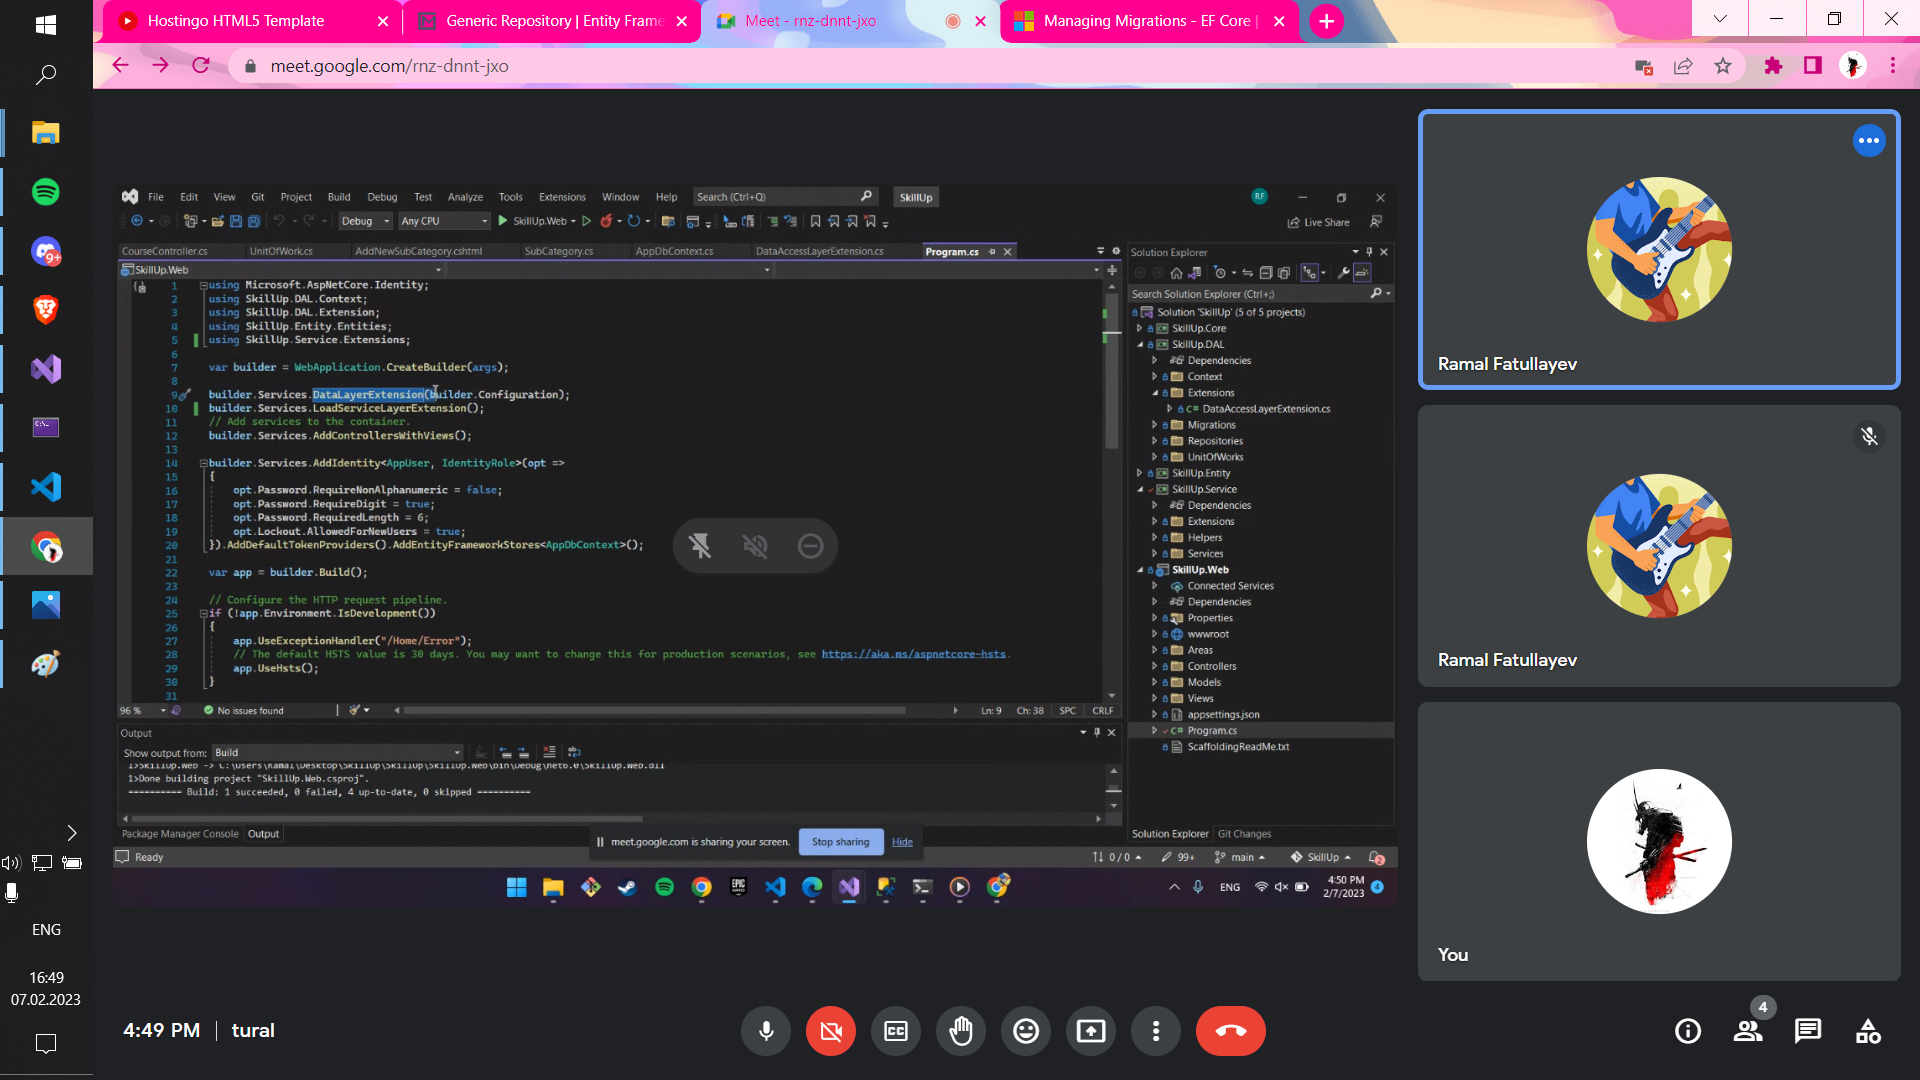 Hostingo HTML5 Template
Generic Repository | Entity Frame
Meet - rnz-dnnt-jxo
Managing Migrations - EF Core |
meet.google.com/rnz-dnnt-jxo
File Edit View Git Project Build Debug Test Analyze Tools Extensions Window Help Search (Ctrl+Q) SkillUp RF
Debug Any CPU SkillUp.Web Live Share
CourseController.cs UnitOfWork.cs AddNewSubCategory.cshtml SubCategory.cs AppDbContext.cs DataAccessLayerExtension.cs Program.cs
SkillUp.Web
1 using Microsoft.AspNetCore.Identity;
2 using SkillUp.DAL.Context;
3 using SkillUp.DAL.Extension;
4 using SkillUp.Entity.Entities;
5 using SkillUp.Service.Extensions;
6
7 var builder = WebApplication.CreateBuilder(args);
8
9 builder.Services.DataLayerExtension(builder.Configuration);
10 builder.Services.LoadServiceLayerExtension();
11 // Add services to the container.
12 builder.Services.AddControllersWithViews();
13
14 builder.Services.AddIdentity<AppUser, IdentityRole>(opt =>
15 {
16 opt.Password.RequireNonAlphanumeric = false;
17 opt.Password.RequireDigit = true;
18 opt.Password.RequiredLength = 6;
19 opt.Lockout.AllowedForNewUsers = true;
20 }).AddDefaultTokenProviders().AddEntityFrameworkStores<AppDbContext>();
21
22 var app = builder.Build();
23
24 // Configure the HTTP request pipeline.
25 if (!app.Environment.IsDevelopment())
26 {
27 app.UseExceptionHandler("/Home/Error");
28 // The default HSTS value is 30 days. You may want to change this for production scenarios, see https://aka.ms/aspnetcore-hsts.
29 app.UseHsts();
30 }
31
96 % No issues found Ln: 9 Ch: 38 SPC CRLF
Output
Show output from: Build
1>SkillUp.Web -> C:\Users\Ramal\Desktop\SkillUp\SkillUp\SkillUp.Web\bin\Debug\net6.0\SkillUp.Web.dll
1>Done building project "SkillUp.Web.csproj".
========== Build: 1 succeeded, 0 failed, 4 up-to-date, 0 skipped ==========
Package Manager Console Output
Solution Explorer
Search Solution Explorer (Ctrl+;)
Solution 'SkillUp' (5 of 5 projects)
SkillUp.Core
SkillUp.DAL
Dependencies
Context
Extensions
DataAccessLayerExtension.cs
Migrations
Repositories
UnitOfWorks
SkillUp.Entity
SkillUp.Service
Dependencies
Extensions
Helpers
Services
SkillUp.Web
Connected Services
Dependencies
Properties
wwwroot
Areas
Controllers
Models
Views
appsettings.json
Program.cs
ScaffoldingReadMe.txt
Solution Explorer Git Changes
meet.google.com is sharing your screen. Stop sharing Hide
Ready 0 / 0 99+ main SkillUp 2
EPIC GAMES
ENG 4:50 PM 4
2/7/2023
Ramal Fatullayev
Ramal Fatullayev
You
9+
ENG
16:49
07.02.2023
4:49 PM | tural
4